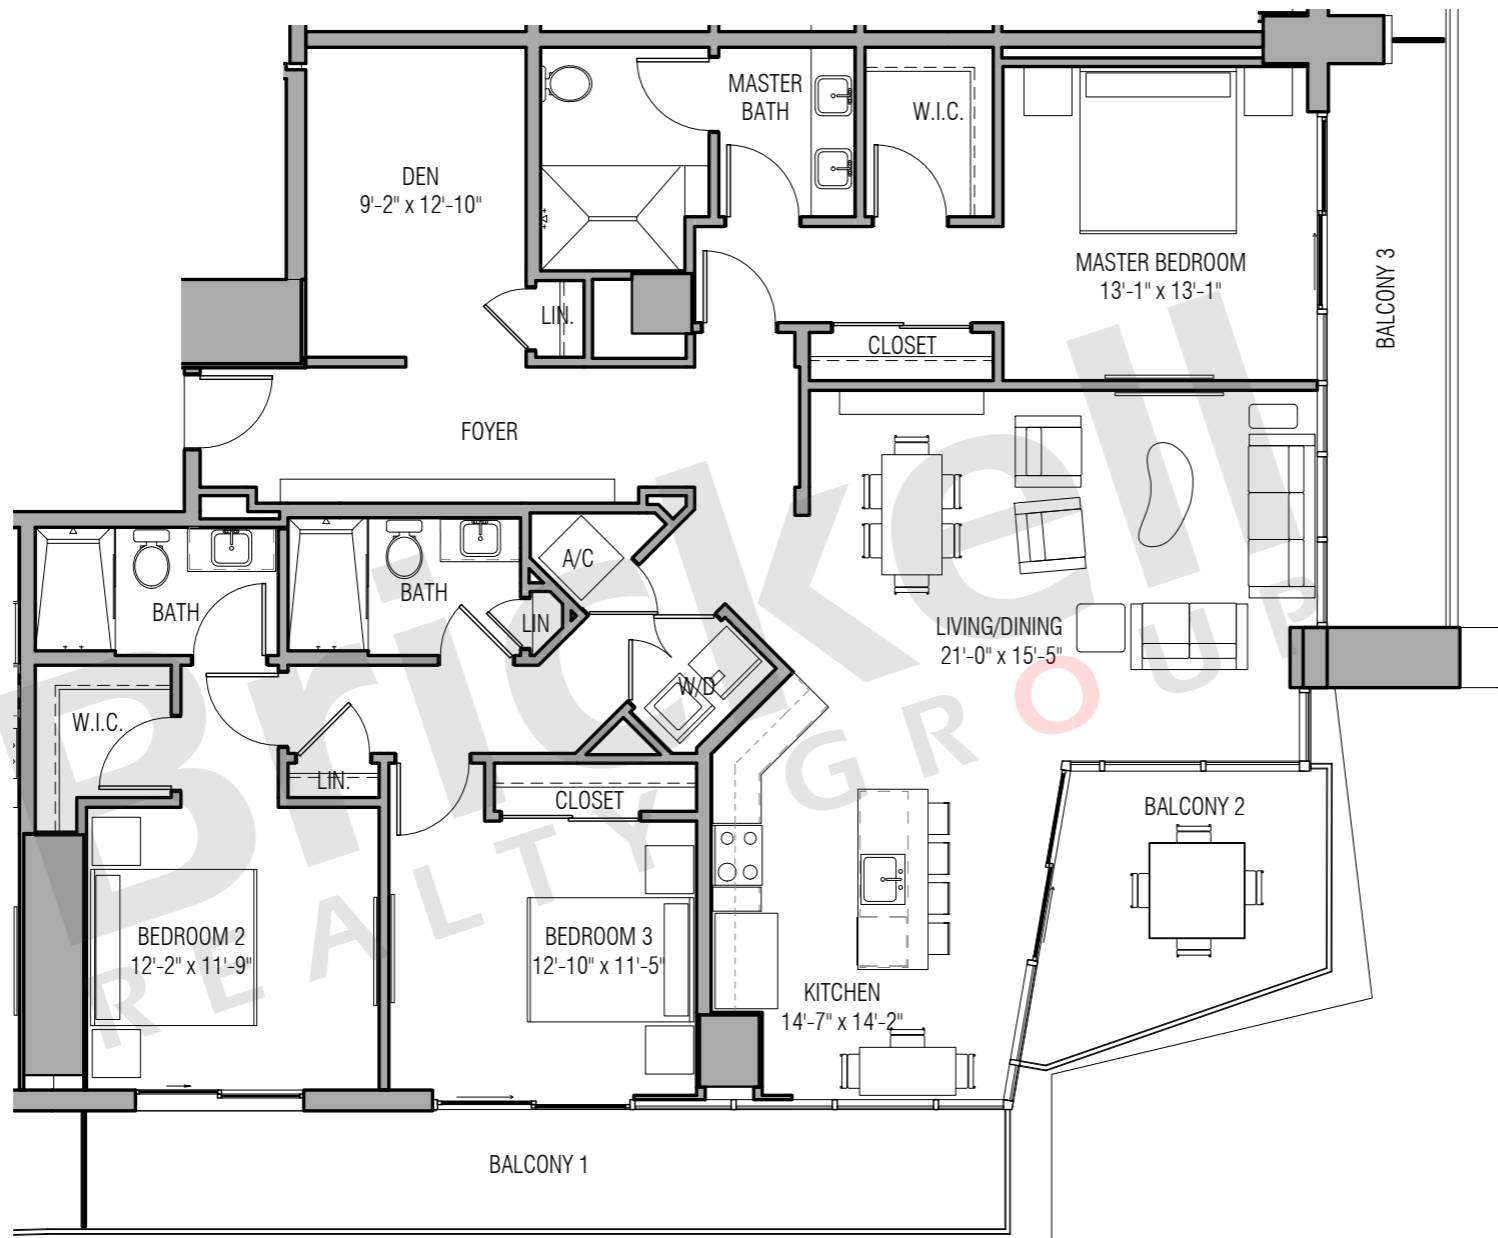 MASTER
BATH
W.I.C.
DEN
9'-2" x 12'-10"
MASTER BEDROOM
13'-1" x 13'-1"
BALCONY 3
LIN.
CLOSET
FOYER
A/C
BATH
BATH
LIN
LIVING/DINING
21'-0" x 15'-5"
W/D
W.I.C.
LIN.
CLOSET
BALCONY 2
BEDROOM 2
12'-2" x 11'-9"
BEDROOM 3
12'-10" x 11'-5"
KITCHEN
14'-7" x 14'-2"
BALCONY 1
Brickell
REALTY GROUP